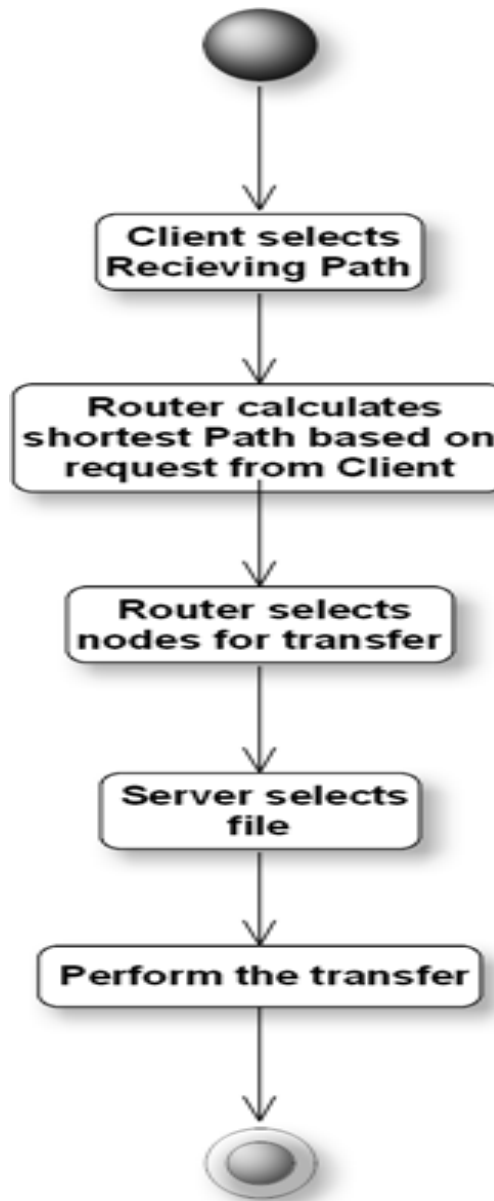 Client selects
Recieving Path
Router calculates
shortest Path based on
request from Client
Router selects
nodes for transfer
Server selects
file
Perform the transfer